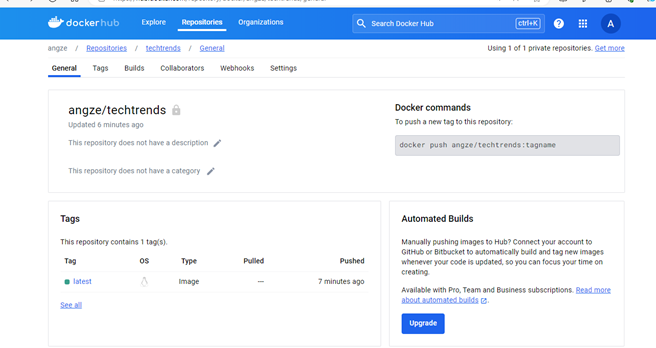 dockerhub Explore Repositories Organizations Search Docker Hub ctrl+K A
angze / Repositories / techtrends / General Using 1 of 1 private repositories. Get more
General Tags Builds Collaborators Webhooks Settings
angze/techtrends
Updated 6 minutes ago
This repository does not have a description
This repository does not have a category
Docker commands
To push a new tag to this repository:
docker push angze/techtrends:tagname
Tags
This repository contains 1 tag(s).
Tag OS Type Pulled Pushed
latest Image --- 7 minutes ago
See all
Automated Builds
Manually pushing images to Hub? Connect your account to
GitHub or Bitbucket to automatically build and tag new images
whenever your code is updated, so you can focus your time on
creating.
Available with Pro, Team and Business subscriptions. Read more
about automated builds
Upgrade